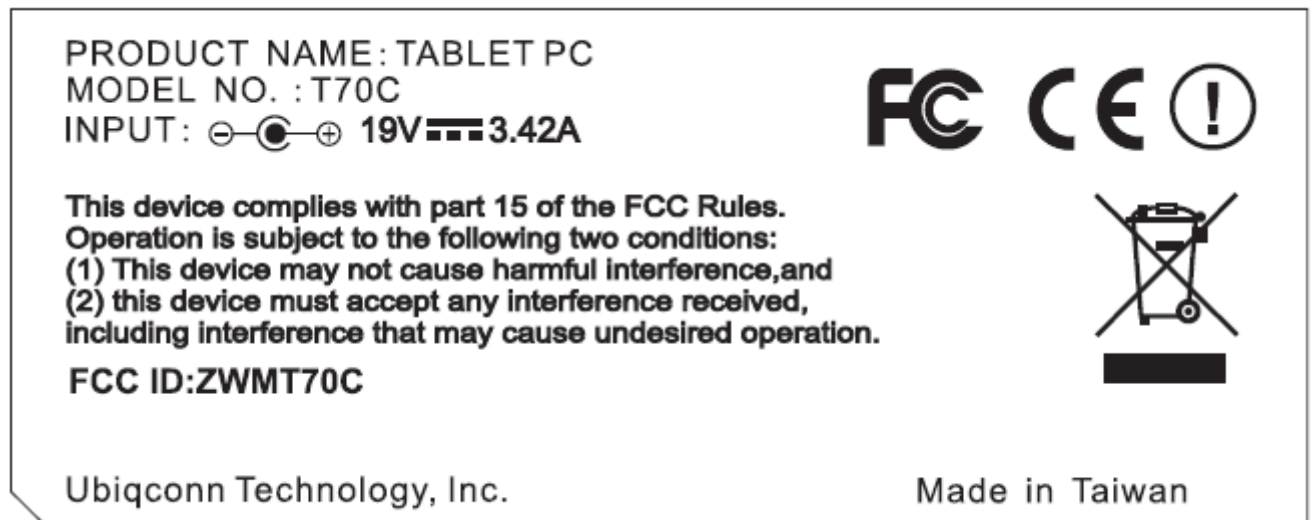 PRODUCT NAME: TABLET PC
MODEL NO. : T70C
INPUT: ⊖-⦿-⊕ 19V⎓3.42A
FC CE !
This device complies with part 15 of the FCC Rules.
Operation is subject to the following two conditions:
(1) This device may not cause harmful interference,and
(2) this device must accept any interference received,
including interference that may cause undesired operation.
FCC ID:ZWMT70C
Ubiqconn Technology, Inc.
Made in Taiwan